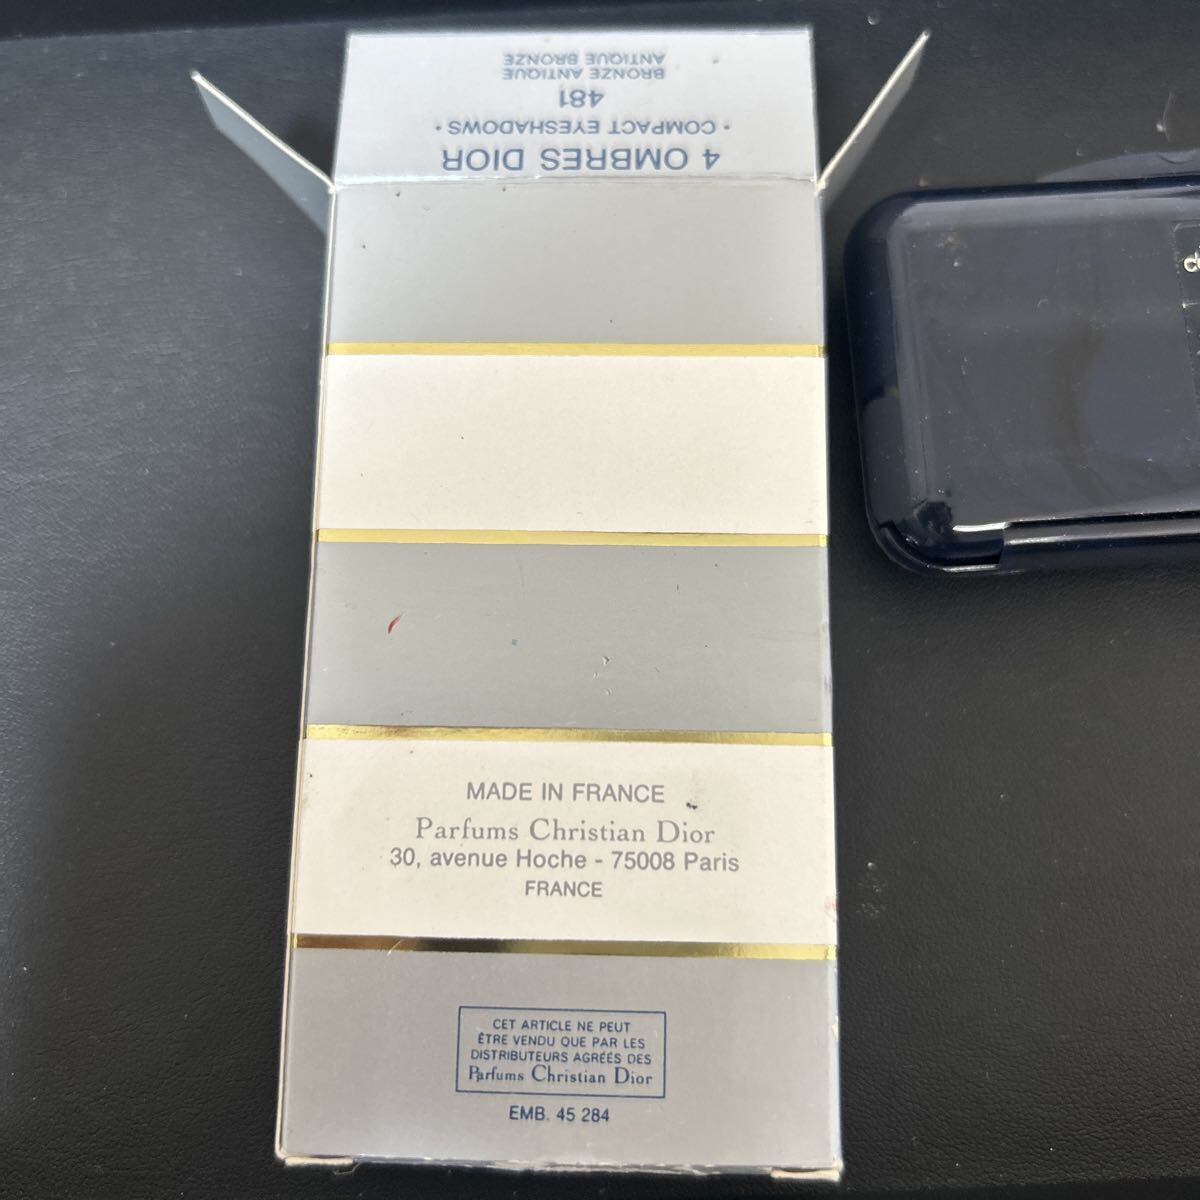 4 OMBRES DIOR
• COMPACT EYESHADOWS •
481
BRONZE ANTIQUE
ANTIQUE BRONZE
MADE IN FRANCE
Parfums Christian Dior
30, avenue Hoche - 75008 Paris
FRANCE
CET ARTICLE NE PEUT
ÊTRE VENDU QUE PAR LES
DISTRIBUTEURS AGRÉÉS DES
Parfums Christian Dior
EMB. 45 284